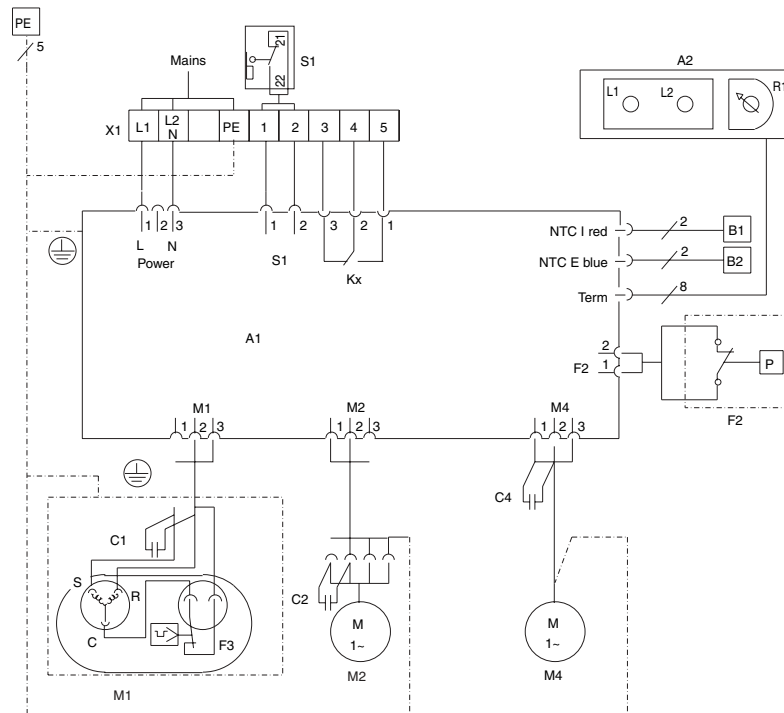 PE
5
Mains
21
22
S1
A2
L1
L2
R1
X1
L1
L2
N
PE
1
2
3
4
5
1
2
3
L
N
Power
1
2
S1
3
2
1
Kx
NTC I red
2
B1
NTC E blue
2
B2
Term
8
A1
2
1
F2
P
F2
M1
1
2
3
M2
1
2
3
M4
1
2
3
C1
C4
S
R
C
F3
C2
M
1~
M
1~
M1
M2
M4